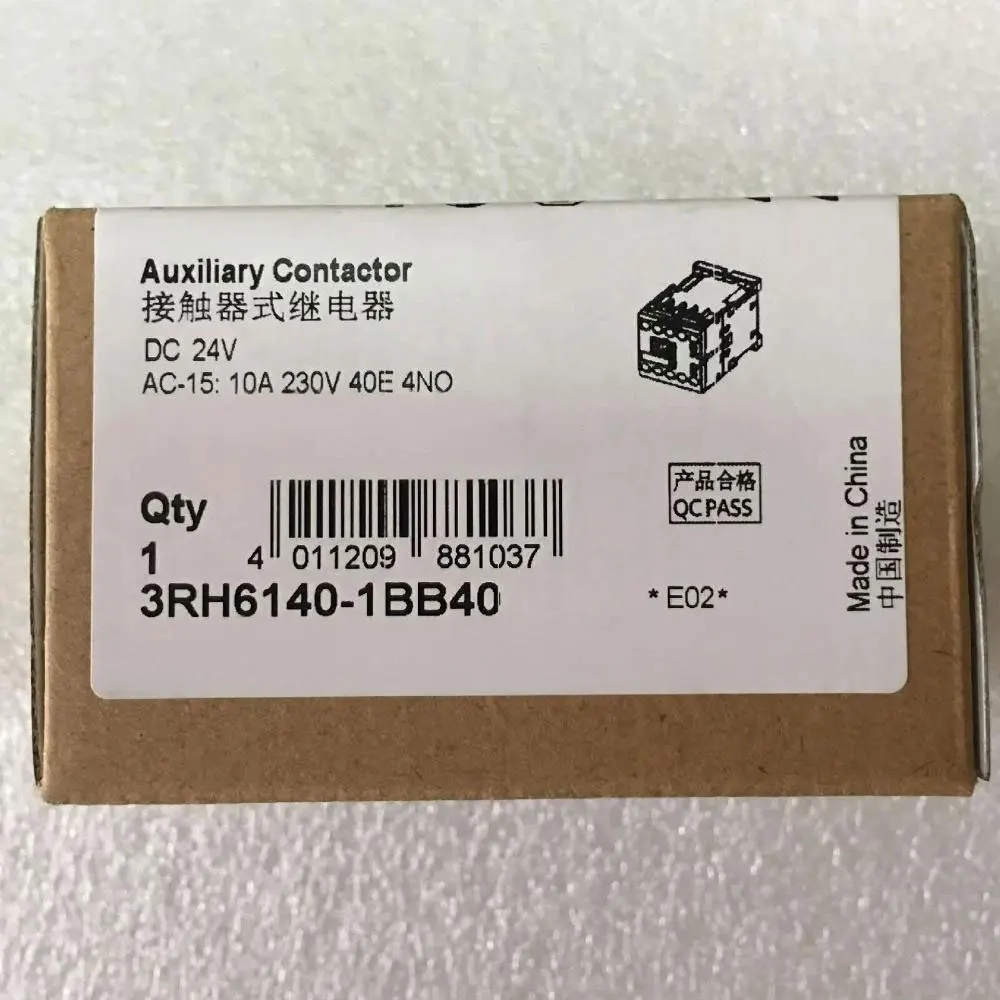 Auxiliary Contactor
接触器式继电器
DC 24V
AC-15: 10A 230V 40E 4NO
产品合格
QC PASS
Qty
1
4 011209 881037
3RH6140-1BB40
*E02*
Made in China
中国制造